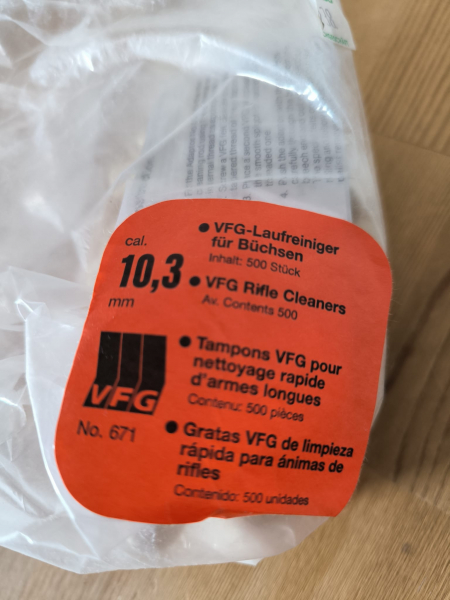 cal.
10,3
mm
VFG
No. 671
• VFG-Laufreiniger
für Büchsen
Inhalt: 500 Stück
• VFG Rifle Cleaners
Av. Contents 500
• Tampons VFG pour
nettoyage rapide
d'armes longues
Contenu: 500 pièces
• Gratas VFG de limpieza
rápida para ánimas de
rifles
Contenido: 500 unidades